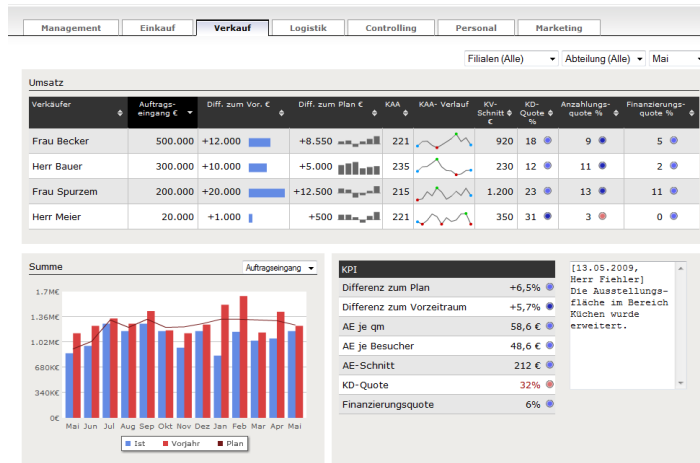 Management Einkauf Verkauf Logistik Controlling Personal Marketing
Filialen (Alle) Abteilung (Alle) Mai
Umsatz
Verkäufer Auftrags- Diff. zum Vor. € Diff. zum Plan € KAA KAA- Verlauf KV- KD- Anzahlungs- Finanzierungs-
eingang € Schnitt Quote quote % quote %
€ %
Frau Becker 500.000 +12.000 +8.550 221 920 18 9 5
Herr Bauer 300.000 +10.000 +5.000 235 230 12 11 2
Frau Spurzem 200.000 +20.000 +12.500 215 1.200 23 13 11
Herr Meier 20.000 +1.000 +500 221 350 31 3 0
Summe Auftragseingang
1.7M€
1.36M€
1.02M€
680K€
340K€
0€
Mai Jun Jul Aug Sep Okt Nov Dez Jan Feb Mar Apr Mai
Ist Vorjahr Plan
KPI
Differenz zum Plan +6,5%
Differenz zum Vorzeitraum +5,7%
AE je qm 58,6 €
AE je Besucher 48,6 €
AE-Schnitt 212 €
KD-Quote 32%
Finanzierungsquote 6%
[13.05.2009,
Herr Fiehler]
Die Ausstellungs-
fläche im Bereich
Küchen wurde
erweitert.